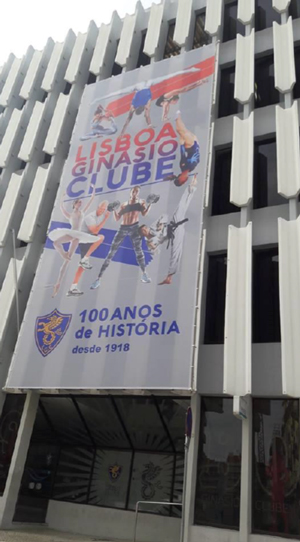 LISBOA
GINÁSIO
CLUBE
100 ANOS
de HISTÓRIA
desde 1918